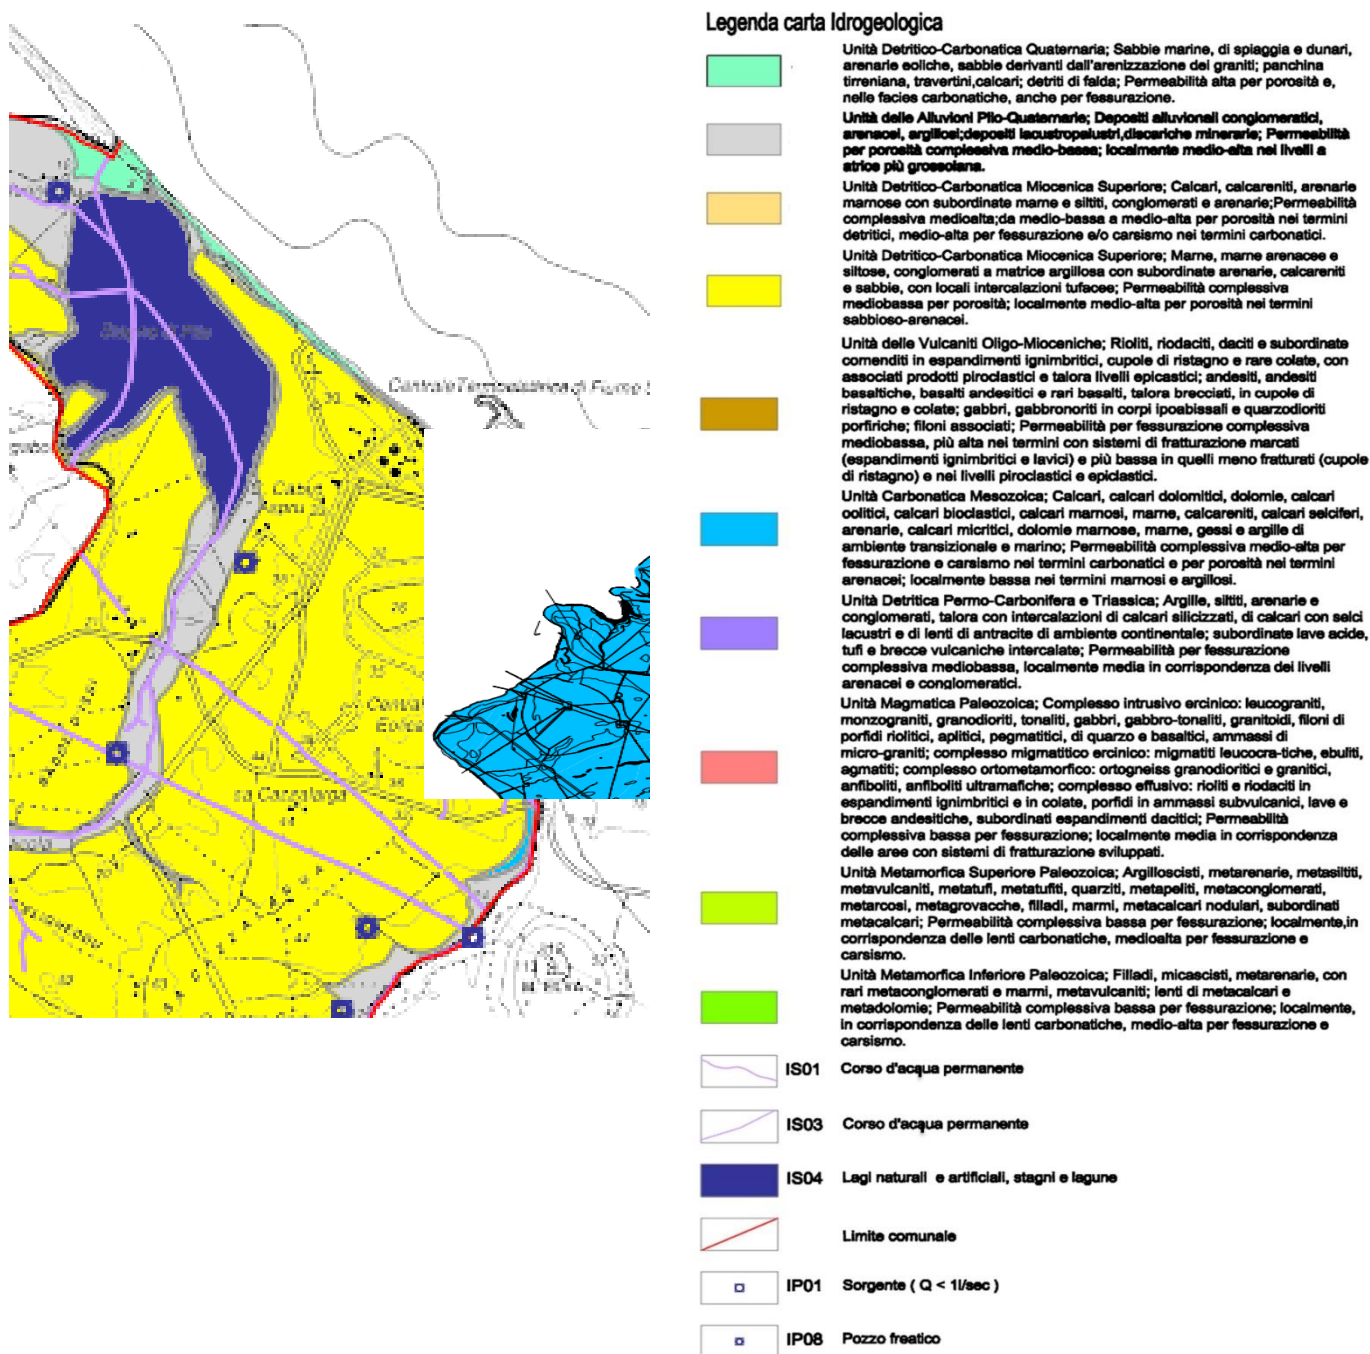 Legenda carta Idrogeologica
Unità Detritico-Carbonatica Quaternaria; Sabbie marine, di spiaggia e dunari,
arenarie eoliche, sabbie derivanti dall'arenizzazione dei graniti; panchina
tirreniana, travertini,calcari; detriti di falda; Permeabilità alta per porosità e,
nelle facies carbonatiche, anche per fessurazione.
Unità delle Alluvioni Plio-Quaternarie; Depositi alluvionali conglomeratici,
arenacei, argillosi;depositi lacustropalustri,discariche minerarie; Permeabilità
per porosità complessiva medio-bassa; localmente medio-alta nei livelli a
atrice più grossolana.
Unità Detritico-Carbonatica Miocenica Superiore; Calcari, calcareniti, arenarie
marnose con subordinate marne e siltiti, conglomerati e arenarie;Permeabilità
complessiva medioalta;da medio-bassa a medio-alta per porosità nei termini
detritici, medio-alta per fessurazione e/o carsismo nei termini carbonatici.
Unità Detritico-Carbonatica Miocenica Superiore; Marne, marne arenacee e
siltose, conglomerati a matrice argillosa con subordinate arenarie, calcareniti
e sabbie, con locali intercalazioni tufacee; Permeabilità complessiva
mediobassa per porosità; localmente medio-alta per porosità nei termini
sabbioso-arenacei.
Unità delle Vulcaniti Oligo-Mioceniche; Rioliti, riodaciti, daciti e subordinate
comenditi in espandimenti ignimbritici, cupole di ristagno e rare colate, con
associati prodotti piroclastici e talora livelli epicastici; andesiti, andesiti
basaltiche, basalti andesitici e rari basalti, talora brecciati, in cupole di
ristagno e colate; gabbri, gabbronoriti in corpi ipoabissali e quarzodioriti
porfiriche; filoni associati; Permeabilità per fessurazione complessiva
mediobassa, più alta nei termini con sistemi di fratturazione marcati
(espandimenti ignimbritici e lavici) e più bassa in quelli meno fratturati (cupole
di ristagno) e nei livelli piroclastici e epiclastici.
Unità Carbonatica Mesozoica; Calcari, calcari dolomitici, dolomie, calcari
oolitici, calcari bioclastici, calcari marnosi, marne, calcareniti, calcari selciferi,
arenarie, calcari micritici, dolomie marnose, marne, gessi e argille di
ambiente transizionale e marino; Permeabilità complessiva medio-alta per
fessurazione e carsismo nei termini carbonatici e per porosità nei termini
arenacei; localmente bassa nei termini marnosi e argillosi.
Unità Detritica Permo-Carbonifera e Triassica; Argille, siltiti, arenarie e
conglomerati, talora con intercalazioni di calcari silicizzati, di calcari con selci
lacustri e di lenti di antracite di ambiente continentale; subordinate lave acide,
tufi e brecce vulcaniche intercalate; Permeabilità per fessurazione
complessiva mediobassa, localmente media in corrispondenza dei livelli
arenacei e conglomeratici.
Unità Magmatica Paleozoica; Complesso intrusivo ercinico: leucograniti,
monzograniti, granodioriti, tonaliti, gabbri, gabbro-tonaliti, granitoidi, filoni di
porfidi riolitici, aplitici, pegmatitici, di quarzo e basaltici, ammassi di
micro-graniti; complesso migmatitico ercinico: migmatiti leucocra-tiche, ebuliti,
agmatiti; complesso ortometamorfico: ortogneiss granodioritici e granitici,
anfiboliti, anfiboliti ultramafiche; complesso effusivo: rioliti e riodaciti in
espandimenti ignimbritici e in colate, porfidi in ammassi subvulcanici, lave e
brecce andesitiche, subordinati espandimenti dacitici; Permeabilità
complessiva bassa per fessurazione; localmente media in corrispondenza
delle aree con sistemi di fratturazione sviluppati.
Unità Metamorfica Superiore Paleozoica; Argilloscisti, metarenarie, metasiltiti,
metavulcaniti, metatufi, metatufiti, quarziti, metapeliti, metaconglomerati,
metarcosi, metagrovacche, filladi, marmi, metacalcari nodulari, subordinati
metacalcari; Permeabilità complessiva bassa per fessurazione; localmente,in
corrispondenza delle lenti carbonatiche, medioalta per fessurazione e
carsismo.
Unità Metamorfica Inferiore Paleozoica; Filladi, micascisti, metarenarie, con
rari metaconglomerati e marmi, metavulcaniti; lenti di metacalcari e
metadolomie; Permeabilità complessiva bassa per fessurazione; localmente,
in corrispondenza delle lenti carbonatiche, medio-alta per fessurazione e
carsismo.
IS01 Corso d'acqua permanente
IS03 Corso d'acqua permanente
IS04 Lagi naturali e artificiali, stagni e lagune
Limite comunale
IP01 Sorgente ( Q < 1l/sec )
IP08 Pozzo freatico
Centrale Termoelettrica di Fiume S